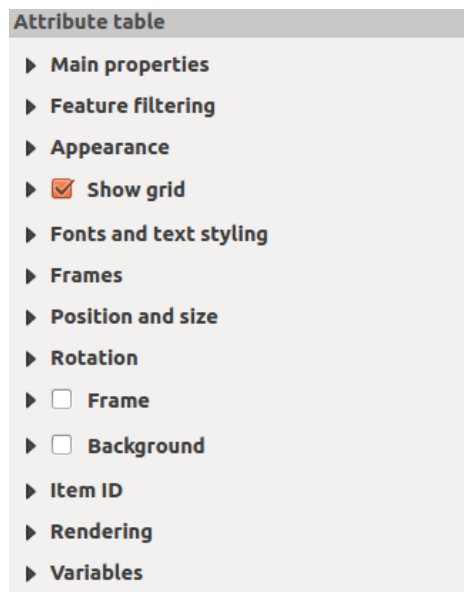 Attribute table
Main properties
Feature filtering
Appearance
Show grid
Fonts and text styling
Frames
Position and size
Rotation
Frame
Background
Item ID
Rendering
Variables